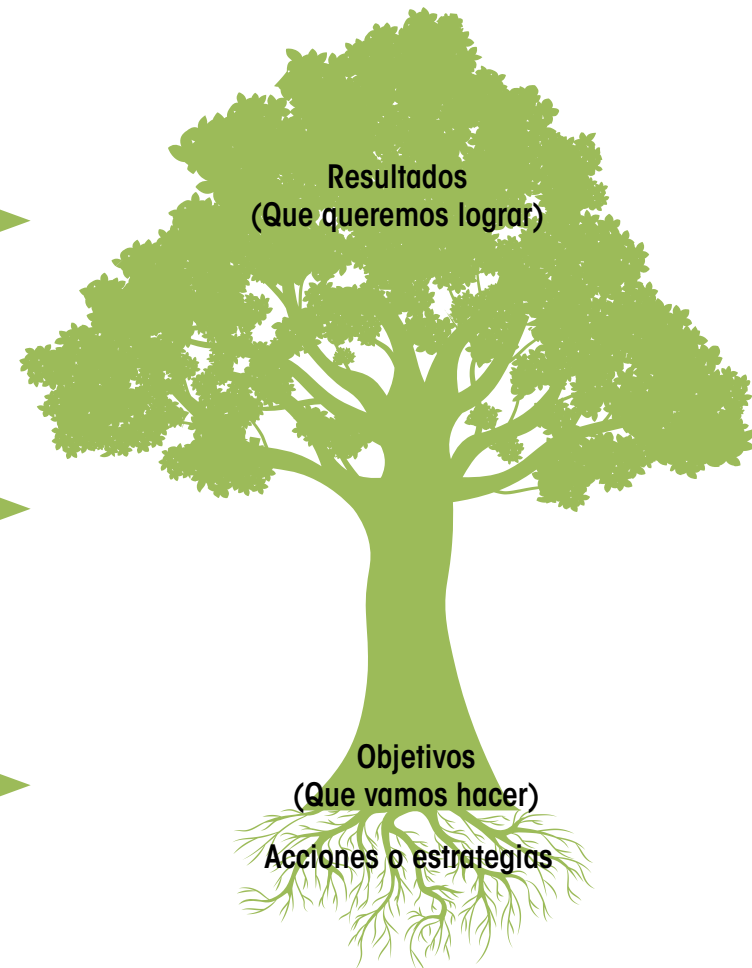 Resultados
(Que queremos lograr)
Objetivos
(Que vamos hacer)
Acciones o estrategias